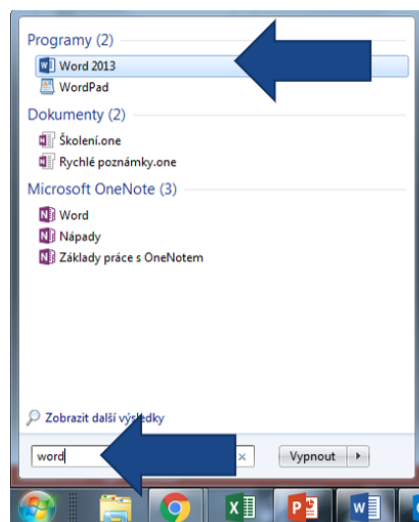 Programy (2)
Word 2013
WordPad
Dokumenty (2)
Školení.one
Rychlé poznámky.one
Microsoft OneNote (3)
Word
Nápady
Základy práce s OneNotem
Zobrazit další výsledky
word
Vypnout